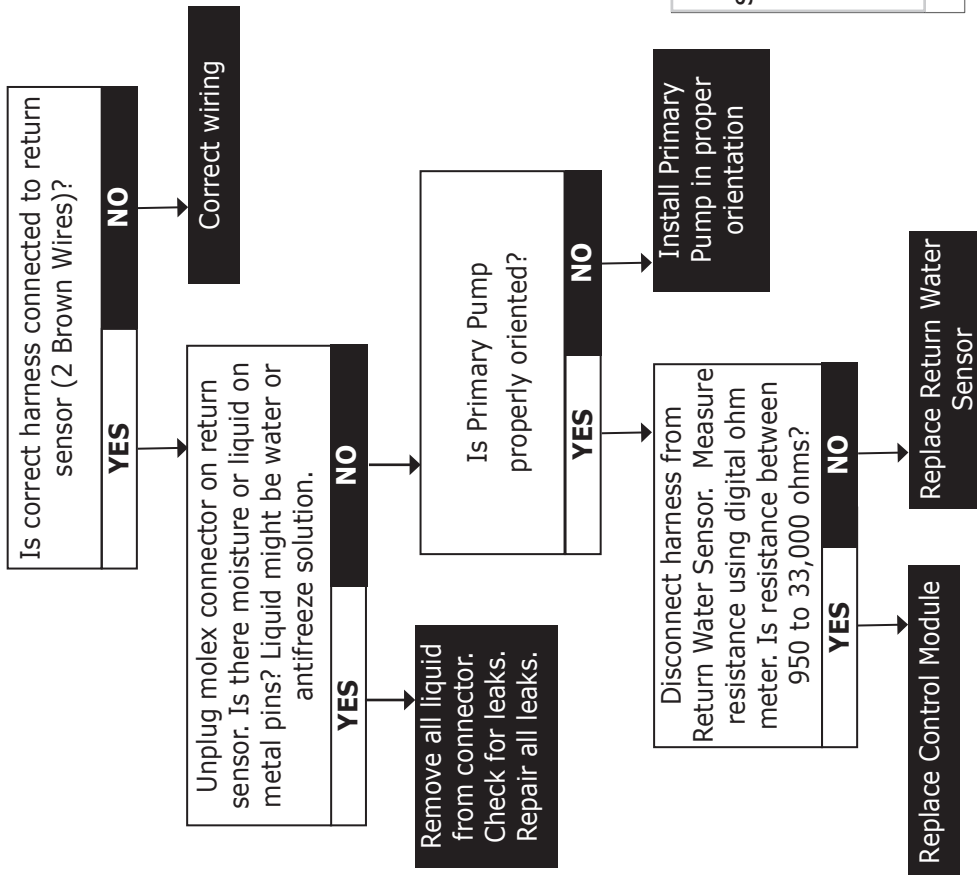 Is correct harness connected to return
sensor (2 Brown Wires)?
YES
NO
Correct wiring
Unplug molex connector on return
sensor. Is there moisture or liquid on
metal pins? Liquid might be water or
antifreeze solution.
YES
NO
Remove all liquid
from connector.
Check for leaks.
Repair all leaks.
Is Primary Pump
properly oriented?
YES
NO
Install Primary
Pump in proper
orientation
Disconnect harness from
Return Water Sensor. Measure
resistance using digital ohm
meter. Is resistance between
950 to 33,000 ohms?
YES
NO
Replace Control Module
Replace Return Water
Sensor